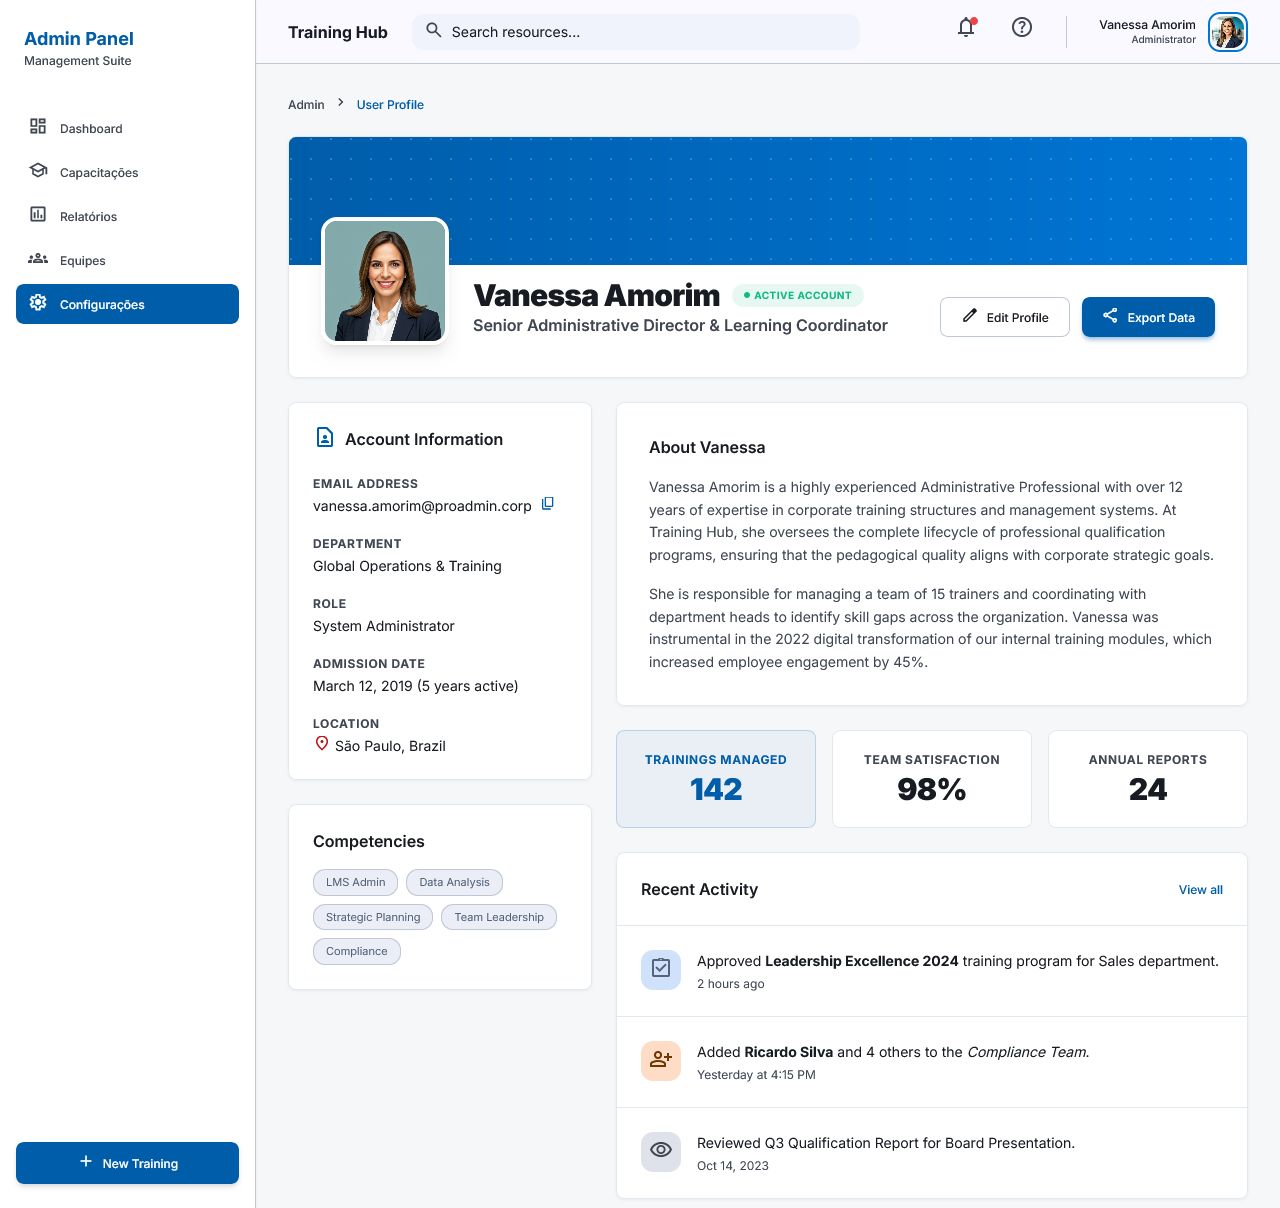 Admin Panel
Management Suite
Dashboard
Capacitações
Relatórios
Equipes
Configurações
New Training
Training Hub
Search resources...
Vanessa Amorim
Administrator
Admin
User Profile
Vanessa Amorim
ACTIVE ACCOUNT
Senior Administrative Director & Learning Coordinator
Edit Profile
Export Data
Account Information
EMAIL ADDRESS
vanessa.amorim@proadmin.corp
DEPARTMENT
Global Operations & Training
ROLE
System Administrator
ADMISSION DATE
March 12, 2019 (5 years active)
LOCATION
São Paulo, Brazil
Competencies
LMS Admin
Data Analysis
Strategic Planning
Team Leadership
Compliance
About Vanessa
Vanessa Amorim is a highly experienced Administrative Professional with over 12
years of expertise in corporate training structures and management systems. At
Training Hub, she oversees the complete lifecycle of professional qualification
programs, ensuring that the pedagogical quality aligns with corporate strategic goals.
She is responsible for managing a team of 15 trainers and coordinating with
department heads to identify skill gaps across the organization. Vanessa was
instrumental in the 2022 digital transformation of our internal training modules, which
increased employee engagement by 45%.
TRAININGS MANAGED
142
TEAM SATISFACTION
98%
ANNUAL REPORTS
24
Recent Activity
View all
Approved Leadership Excellence 2024 training program for Sales department.
2 hours ago
Added Ricardo Silva and 4 others to the Compliance Team.
Yesterday at 4:15 PM
Reviewed Q3 Qualification Report for Board Presentation.
Oct 14, 2023